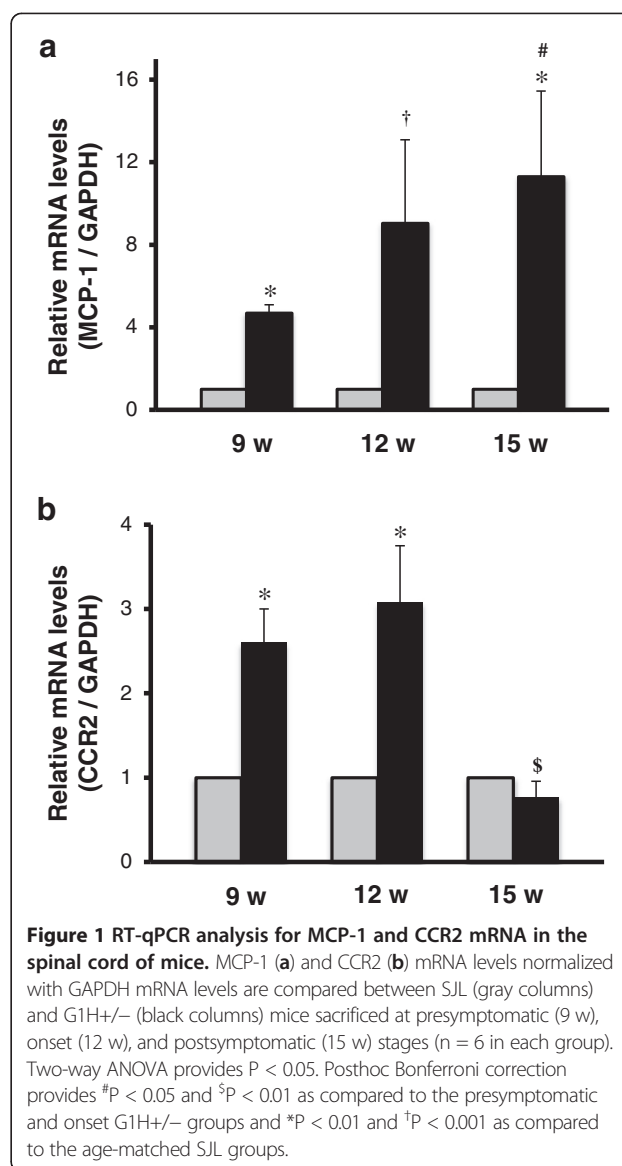 a
#
16
†
*
12
Relative mRNA levels
(MCP-1 / GAPDH)
8
*
4
0
9 w 12 w 15 w
b
4
*
*
3
Relative mRNA levels
(CCR2 / GAPDH)
2
1
$
0
9 w 12 w 15 w
Figure 1 RT-qPCR analysis for MCP-1 and CCR2 mRNA in the
spinal cord of mice. MCP-1 (a) and CCR2 (b) mRNA levels normalized
with GAPDH mRNA levels are compared between SJL (gray columns)
and G1H+/− (black columns) mice sacrificed at presymptomatic (9 w),
onset (12 w), and postsymptomatic (15 w) stages (n = 6 in each group).
Two-way ANOVA provides P < 0.05. Posthoc Bonferroni correction
provides #P < 0.05 and $P < 0.01 as compared to the presymptomatic
and onset G1H+/− groups and *P < 0.01 and †P < 0.001 as compared
to the age-matched SJL groups.